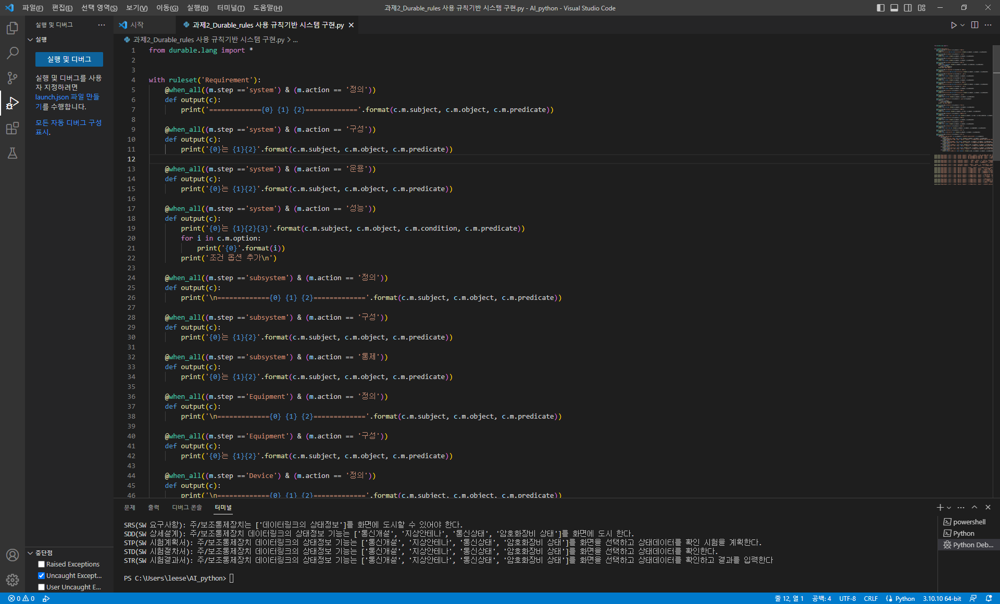 파일(F) 편집(E) 선택 영역(S) 보기(V) 이동(G) 실행(R) 터미널(T) 도움말(H)
과제2_Durable_rules 사용 규칙기반 시스템 구현.py - AI_python - Visual Studio Code
실행 및 디버그 ...
실행
실행 및 디버그
실행 및 디버그를 사용
자 지정하려면
launch.json 파일 만들
기를 수행합니다.
모든 자동 디버그 구성
표시.
중단점
Raised Exceptions
Uncaught Except...
User Uncaught E...
시작
과제2_Durable_rules 사용 규칙기반 시스템 구현.py
과제2_Durable_rules 사용 규칙기반 시스템 구현.py > ...
1 from durable.lang import *
2
3
4 with ruleset('Requirement'):
5 @when_all((m.step =='system') & (m.action == '정의'))
6 def output(c):
7 print('============={0} {1} {2}============='.format(c.m.subject, c.m.object, c.m.predicate))
8
9 @when_all((m.step =='system') & (m.action == '구성'))
10 def output(c):
11 print('{0}는 {1}{2}'.format(c.m.subject, c.m.object, c.m.predicate))
12
13 @when_all((m.step =='system') & (m.action == '운용'))
14 def output(c):
15 print('{0}는 {1}{2}'.format(c.m.subject, c.m.object, c.m.predicate))
16
17 @when_all((m.step =='system') & (m.action == '성능'))
18 def output(c):
19 print('{0}는 {1}{2}{3}'.format(c.m.subject, c.m.object, c.m.condition, c.m.predicate))
20 for i in c.m.option:
21 print('{0}'.format(i))
22 print('조건 옵션 추가\n')
23
24 @when_all((m.step =='subsystem') & (m.action == '정의'))
25 def output(c):
26 print('\n============={0} {1} {2}============='.format(c.m.subject, c.m.object, c.m.predicate))
27
28 @when_all((m.step =='subsystem') & (m.action == '구성'))
29 def output(c):
30 print('{0}는 {1}{2}'.format(c.m.subject, c.m.object, c.m.predicate))
31
32 @when_all((m.step =='subsystem') & (m.action == '통제'))
33 def output(c):
34 print('{0}는 {1}{2}'.format(c.m.subject, c.m.object, c.m.predicate))
35
36 @when_all((m.step =='Equipment') & (m.action == '정의'))
37 def output(c):
38 print('\n============={0} {1} {2}============='.format(c.m.subject, c.m.object, c.m.predicate))
39
40 @when_all((m.step =='Equipment') & (m.action == '구성'))
41 def output(c):
42 print('{0}는 {1}{2}'.format(c.m.subject, c.m.object, c.m.predicate))
43
44 @when_all((m.step =='Device') & (m.action == '정의'))
45 def output(c):
46 print('\n============={0} {1} {2}============='.format(c.m.subject, c.m.object, c.m.predicate))
문제 출력 디버그 콘솔 터미널
SRS(SW 요구사항): 주/보조통제장치는 ['데이터링크의 상태정보']를 화면에 도시할 수 있어야 한다.
SDD(SW 상세설계): 주/보조통제장치 데이터링크의 상태정보 기능는 ['통신개설', '지상안테나', '통신상태', '암호화장비 상태']를 화면에 도시 한다.
STP(SW 시험계획서): 주/보조통제장치 데이터링크의 상태정보 기능는 ['통신개설', '지상안테나', '통신상태', '암호화장비 상태']를 화면을 선택하고 상태데이터를 확인 시험을 계획한다.
STD(SW 시험절차서): 주/보조통제장치 데이터링크의 상태정보 기능는 ['통신개설', '지상안테나', '통신상태', '암호화장비 상태']를 화면을 선택하고 상태데이터를 확인한다.
STR(SW 시험결과서): 주/보조통제장치 데이터링크의 상태정보 기능는 ['통신개설', '지상안테나', '통신상태', '암호화장비 상태']를 화면을 선택하고 상태데이터를 확인하고 결과를 입력한다
PS C:\Users\leese\AI_python>
powershell
Python
Python Deb...
0 0
줄 12, 열 1 공백: 4 UTF-8 CRLF Python 3.10.10 64-bit